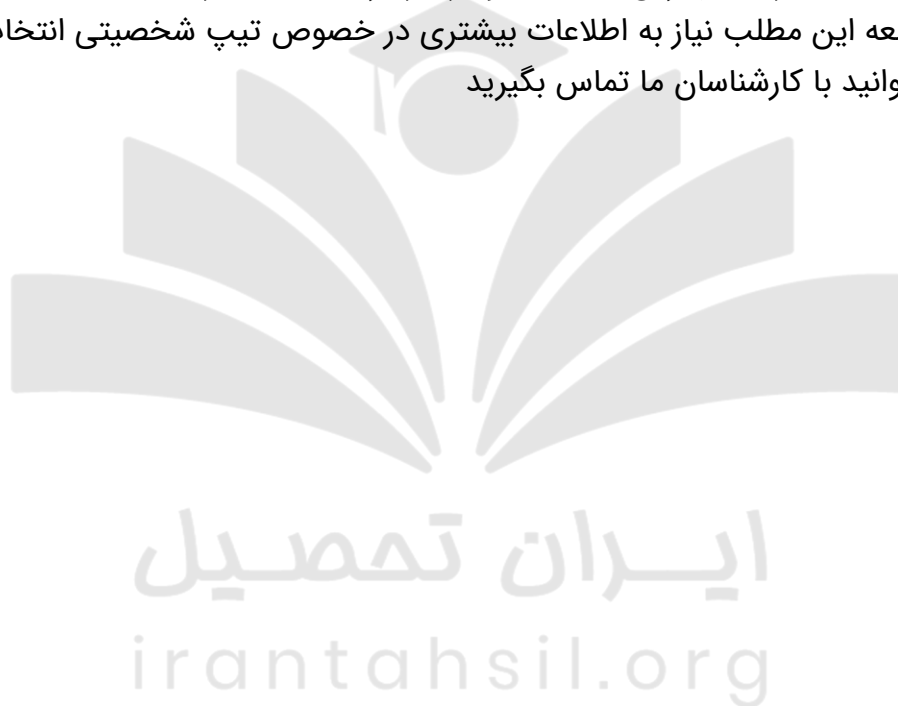 این مطلب نیاز به اطلاعات بیشتری در خصوص تیپ شخصیتی
با کارشناسان ما تماس بگیرید
ایران تحصیل
irantahsil.org